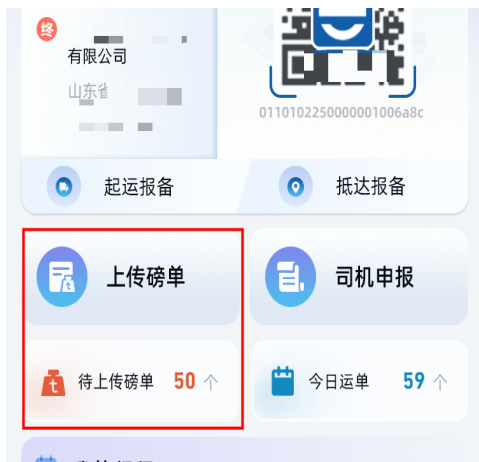 终
有限公司
山东省
0110102250000001006a8c
起运报备
抵达报备
上传磅单
司机申报
待上传磅单 50 个
今日运单 59 个